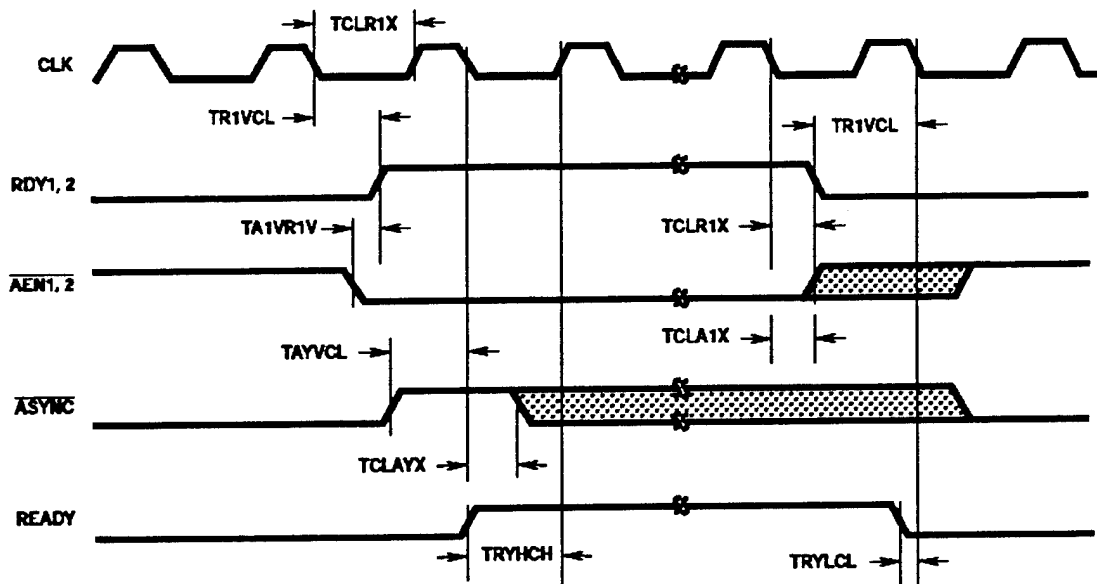 TCLR1X
CLK
TR1VCL
TR1VCL
RDY1, 2
TA1VR1V
TCLR1X
AEN1, 2
TCLA1X
TAYVCL
ASYNC
TCLAYX
READY
TRYHCH
TRYLCL